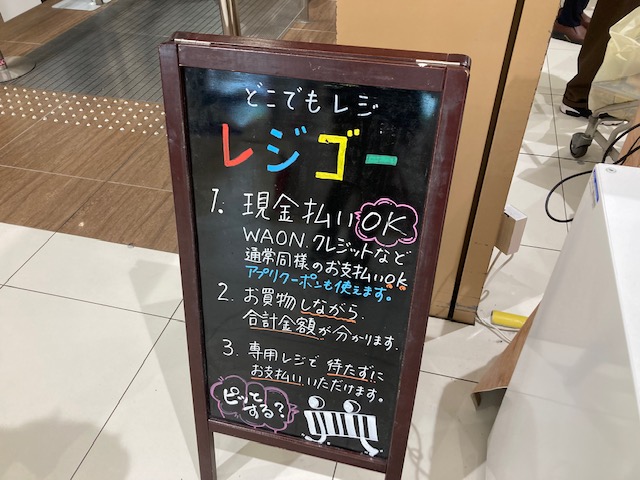 どこでもレジ
レジゴー
1. 現金払いOK
WAON.クレジットなど
通常同様のお支払いOK
アプリクーポンも使えます。
2. お買物しながら、
合計金額が分かります.
3. 専用レジで 待たずに
お支払いいただけます。
ピッて
する?